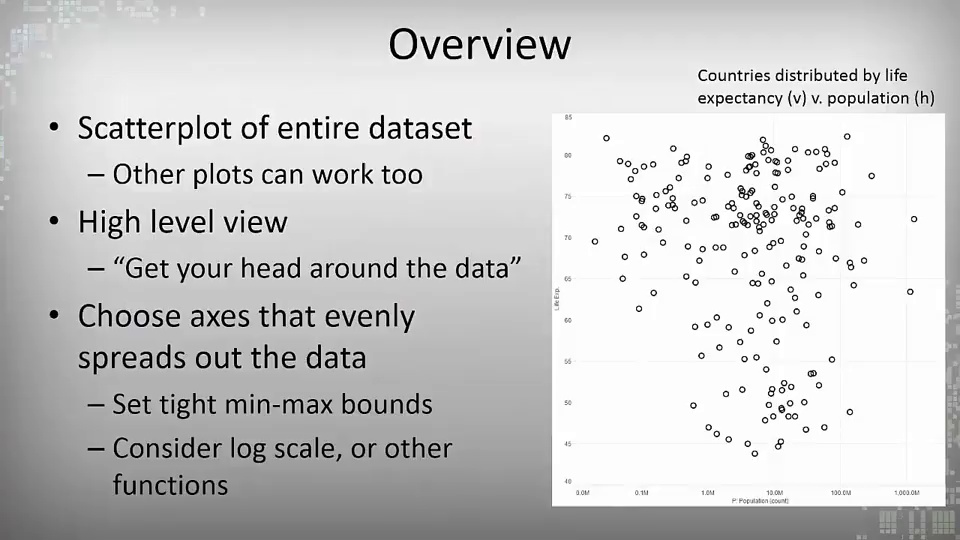 Overview
Countries distributed by life
expectancy (v) v. population (h)
• Scatterplot of entire dataset
– Other plots can work too
• High level view
– “Get your head around the data”
• Choose axes that evenly
spreads out the data
– Set tight min-max bounds
– Consider log scale, or other
functions
85
80
75
70
65
60
55
50
45
40
Life Exp.
0.0M 0.1M 1.0M 10.0M 100.0M 1,000.0M
P: Population (count)